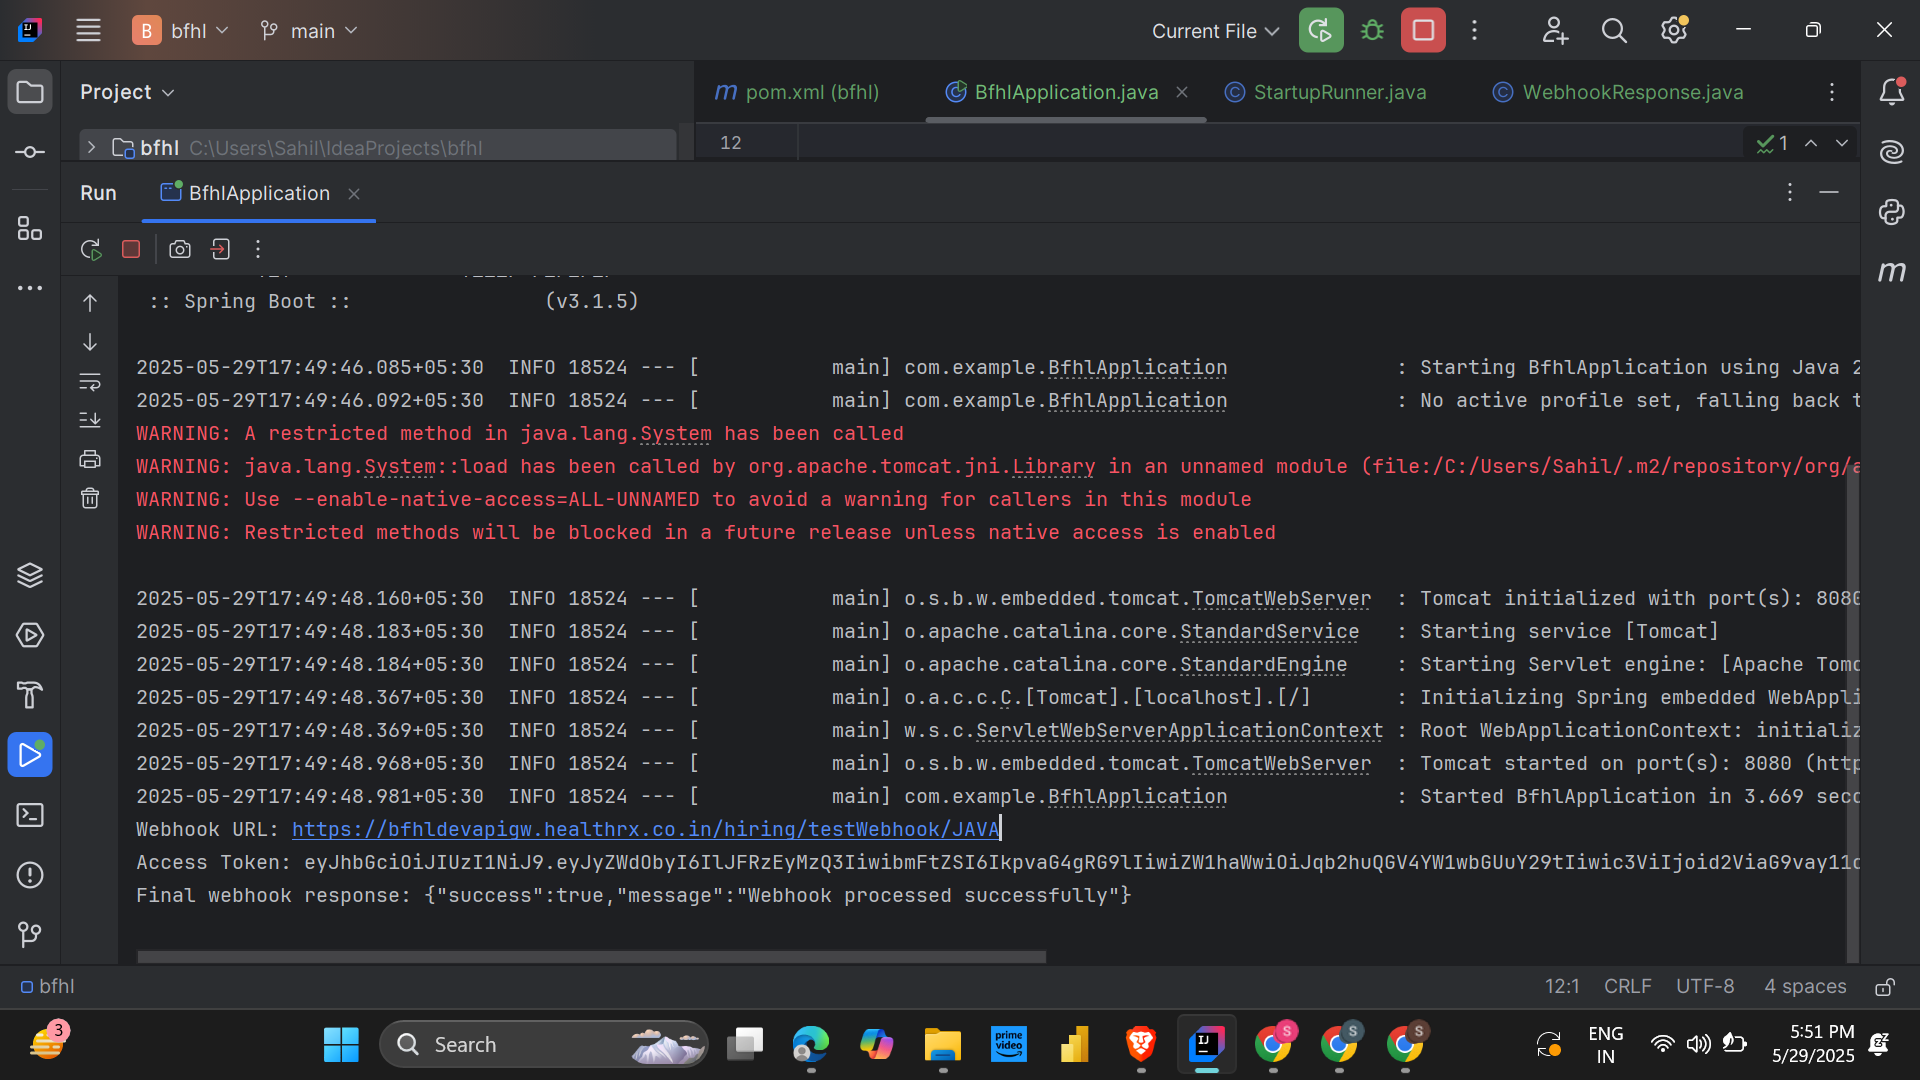 B bfhl main Current File
Project pom.xml (bfhl) BfhlApplication.java StartupRunner.java WebhookResponse.java
bfhl C:\Users\Sahil\IdeaProjects\bfhl 12 1
Run BfhlApplication
:: Spring Boot :: (v3.1.5)
2025-05-29T17:49:46.085+05:30 INFO 18524 --- [ main] com.example.BfhlApplication : Starting BfhlApplication using Java 2
2025-05-29T17:49:46.092+05:30 INFO 18524 --- [ main] com.example.BfhlApplication : No active profile set, falling back t
WARNING: A restricted method in java.lang.System has been called
WARNING: java.lang.System::load has been called by org.apache.tomcat.jni.Library in an unnamed module (file:/C:/Users/Sahil/.m2/repository/org/a
WARNING: Use --enable-native-access=ALL-UNNAMED to avoid a warning for callers in this module
WARNING: Restricted methods will be blocked in a future release unless native access is enabled
2025-05-29T17:49:48.160+05:30 INFO 18524 --- [ main] o.s.b.w.embedded.tomcat.TomcatWebServer : Tomcat initialized with port(s): 8080
2025-05-29T17:49:48.183+05:30 INFO 18524 --- [ main] o.apache.catalina.core.StandardService : Starting service [Tomcat]
2025-05-29T17:49:48.184+05:30 INFO 18524 --- [ main] o.apache.catalina.core.StandardEngine : Starting Servlet engine: [Apache Tomc
2025-05-29T17:49:48.367+05:30 INFO 18524 --- [ main] o.a.c.c.C.[Tomcat].[localhost].[/] : Initializing Spring embedded WebAppli
2025-05-29T17:49:48.369+05:30 INFO 18524 --- [ main] w.s.c.ServletWebServerApplicationContext : Root WebApplicationContext: initializ
2025-05-29T17:49:48.968+05:30 INFO 18524 --- [ main] o.s.b.w.embedded.tomcat.TomcatWebServer : Tomcat started on port(s): 8080 (http
2025-05-29T17:49:48.981+05:30 INFO 18524 --- [ main] com.example.BfhlApplication : Started BfhlApplication in 3.669 seco
Webhook URL: https://bfhldevapigw.healthrx.co.in/hiring/testWebhook/JAVA
Access Token: eyJhbGciOiJIUzI1NiJ9.eyJyZWdObyI6IlJFRzEyMzQ3IiwibmFtZSI6IkpvaG4gRG9lIiwiZW1haWwiOiJqb2huQGV4YW1wbGUuY29tIiwic3ViIjoid2ViaG9vay11c
Final webhook response: {"success":true,"message":"Webhook processed successfully"}
bfhl 12:1 CRLF UTF-8 4 spaces
3 Search prime video S S S ENG 5:51 PM
IN 5/29/2025